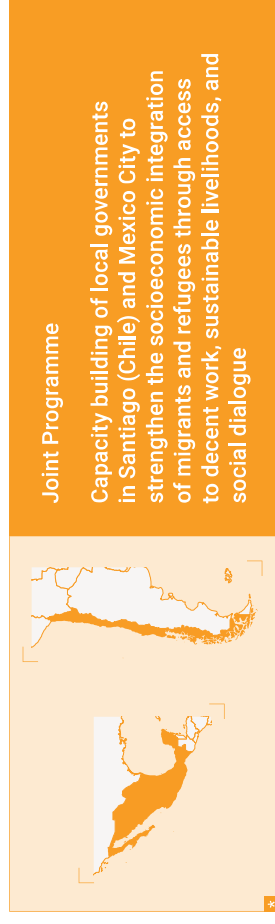 Joint Programme
Capacity building of local governments
in Santiago (Chile) and Mexico City to
strengthen the socioeconomic integration
of migrants and refugees through access
to decent work, sustainable livelihoods, and
social dialogue
*